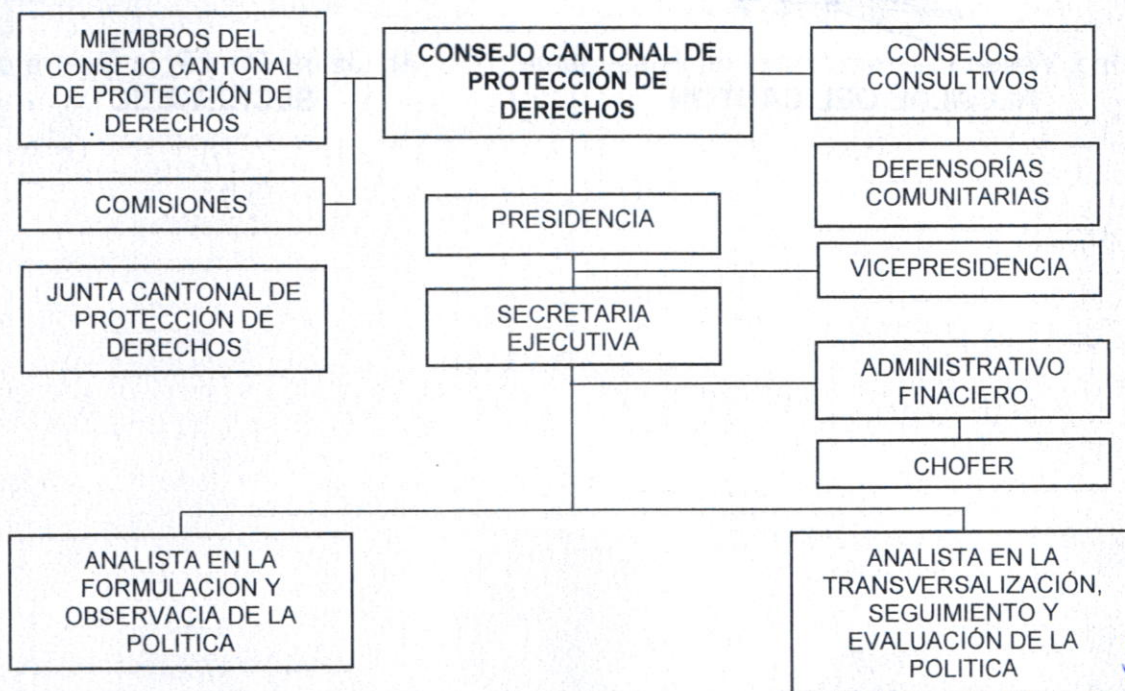 MIEMBROS DEL
CONSEJO CANTONAL
DE PROTECCIÓN DE
DERECHOS
CONSEJO CANTONAL DE
PROTECCIÓN DE
DERECHOS
CONSEJOS
CONSULTIVOS
DEFENSORÍAS
COMUNITARIAS
COMISIONES
PRESIDENCIA
VICEPRESIDENCIA
JUNTA CANTONAL DE
PROTECCIÓN DE
DERECHOS
SECRETARIA
EJECUTIVA
ADMINISTRATIVO
FINACIERO
CHOFER
ANALISTA EN LA
FORMULACION Y
OBSERVACIA DE LA
POLITICA
ANALISTA EN LA
TRANSVERSALIZACIÓN,
SEGUIMIENTO Y
EVALUACIÓN DE LA
POLITICA